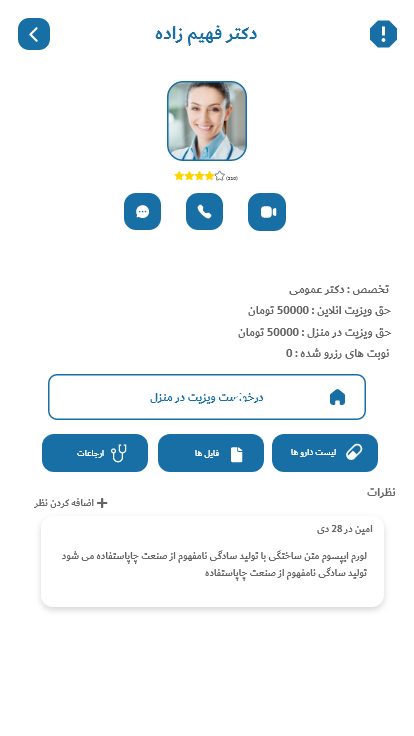 دکتر فهیم زاده
(۲۵۰)
تخصص : دکتر عمومی
حق ویزیت انلاین : 50000 تومان
حق ویزیت در منزل : 50000 تومان
نوبت های رزرو شده : 0
درخواست ویزیت در منزل
لیست دارو ها
فایل ها
ارجاعات
نظرات
اضافه کردن نظر
امین در 28 دی
لورم ایپسوم متن ساختگی با تولید سادگی نامفهوم از صنعت چاپاستفاده می شود
تولید سادگی نامفهوم از صنعت چاپاستفاده